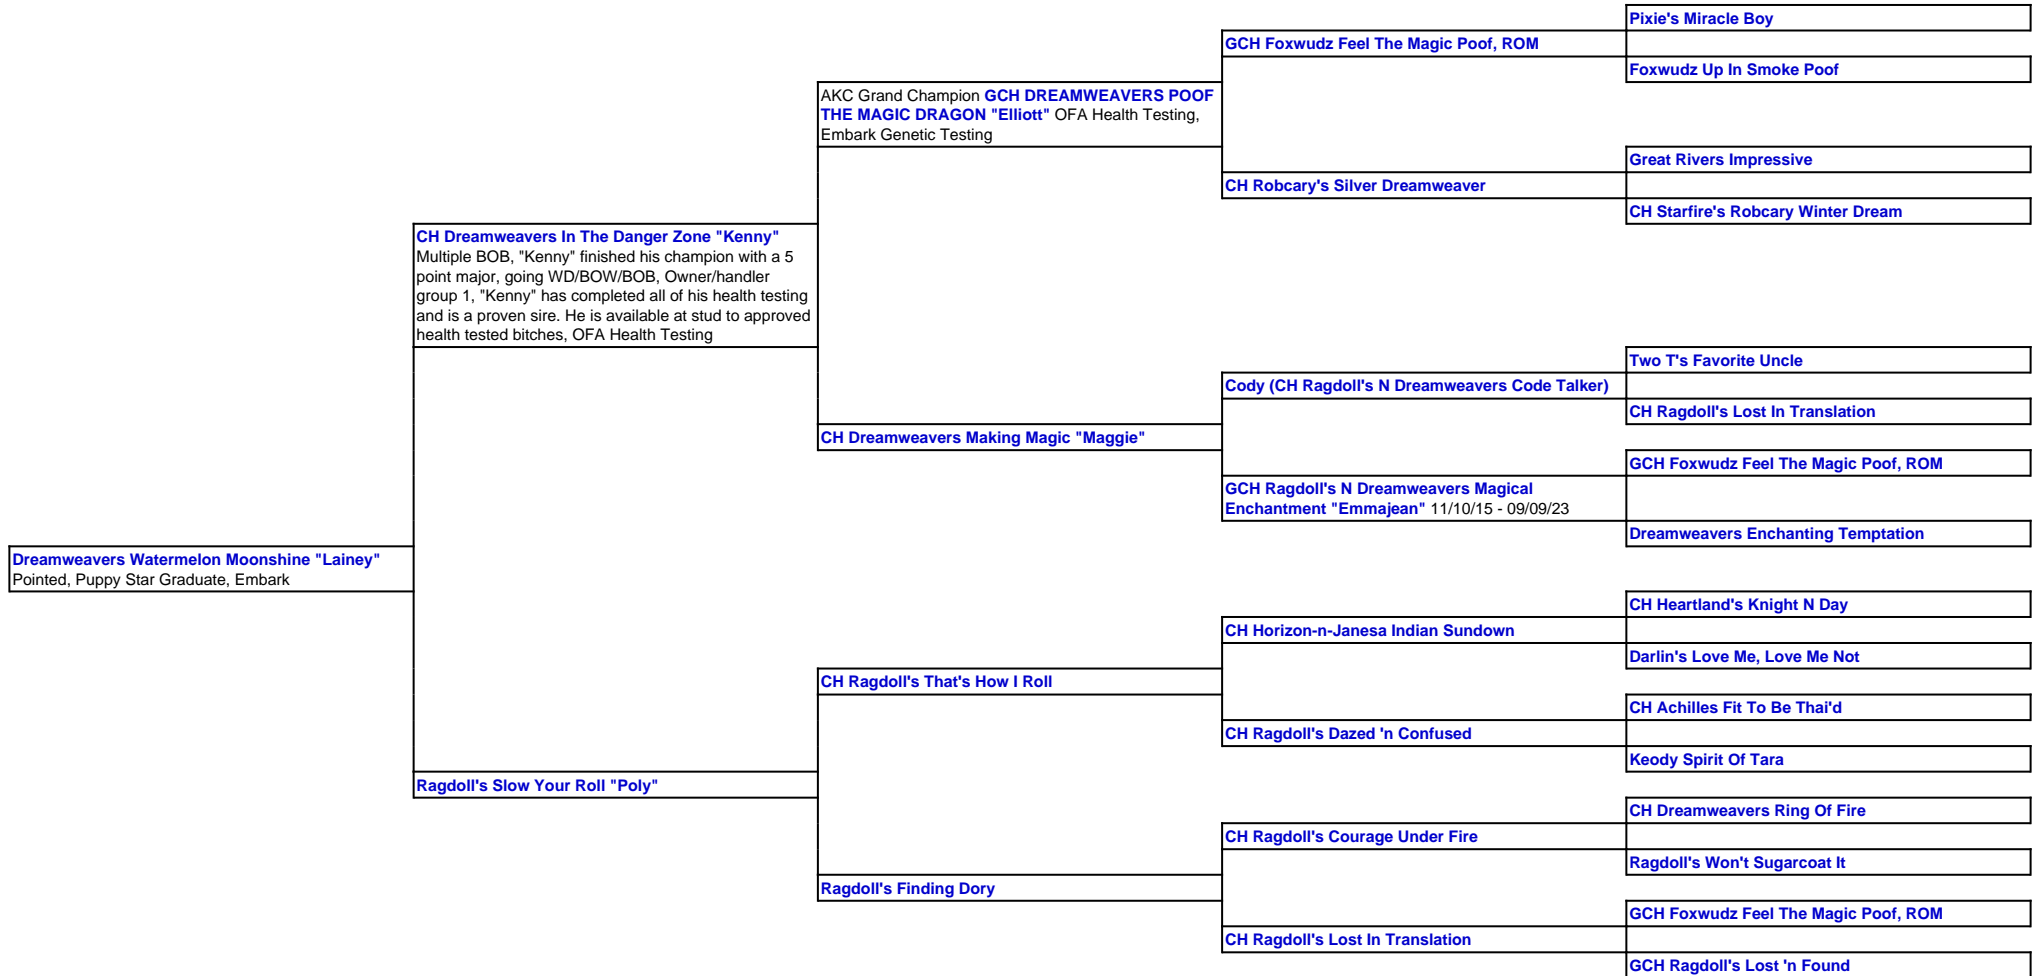 Pixie's Miracle Boy
GCH Foxwudz Feel The Magic Poof, ROM
Foxwudz Up In Smoke Poof
AKC Grand Champion GCH DREAMWEAVERS POOF
THE MAGIC DRAGON "Elliott" OFA Health Testing,
Embark Genetic Testing
Great Rivers Impressive
CH Robcary's Silver Dreamweaver
CH Starfire's Robcary Winter Dream
CH Dreamweavers In The Danger Zone "Kenny"
Multiple BOB, "Kenny" finished his champion with a 5
point major, going WD/BOW/BOB, Owner/handler
group 1, "Kenny" has completed all of his health testing
and is a proven sire. He is available at stud to approved
health tested bitches, OFA Health Testing
Two T's Favorite Uncle
Cody (CH Ragdoll's N Dreamweavers Code Talker)
CH Ragdoll's Lost In Translation
CH Dreamweavers Making Magic "Maggie"
GCH Foxwudz Feel The Magic Poof, ROM
GCH Ragdoll's N Dreamweavers Magical
Enchantment "Emmajean" 11/10/15 - 09/09/23
Dreamweavers Enchanting Temptation
Dreamweavers Watermelon Moonshine "Lainey"
Pointed, Puppy Star Graduate, Embark
CH Heartland's Knight N Day
CH Horizon-n-Janesa Indian Sundown
Darlin's Love Me, Love Me Not
CH Ragdoll's That's How I Roll
CH Achilles Fit To Be Thai'd
CH Ragdoll's Dazed 'n Confused
Keody Spirit Of Tara
Ragdoll's Slow Your Roll "Poly"
CH Dreamweavers Ring Of Fire
CH Ragdoll's Courage Under Fire
Ragdoll's Won't Sugarcoat It
Ragdoll's Finding Dory
GCH Foxwudz Feel The Magic Poof, ROM
CH Ragdoll's Lost In Translation
GCH Ragdoll's Lost 'n Found